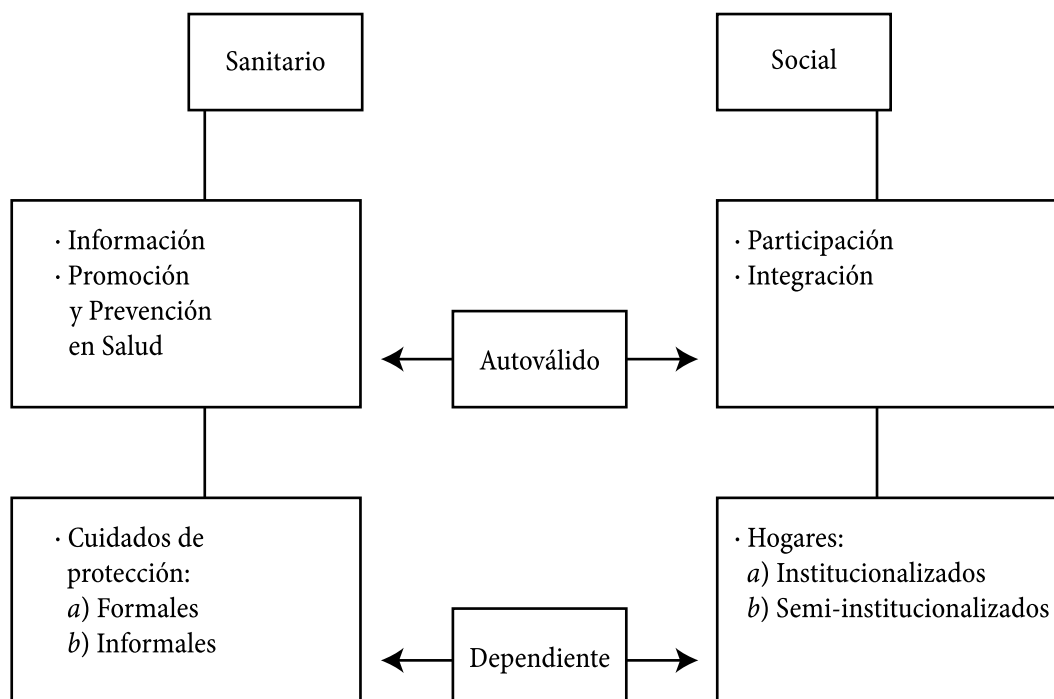 Sanitario
Social
· Información
· Promoción
y Prevención
en Salud
· Participación
· Integración
Autoválido
· Cuidados de
protección:
a) Formales
b) Informales
· Hogares:
a) Institucionalizados
b) Semi-institucionalizados
Dependiente